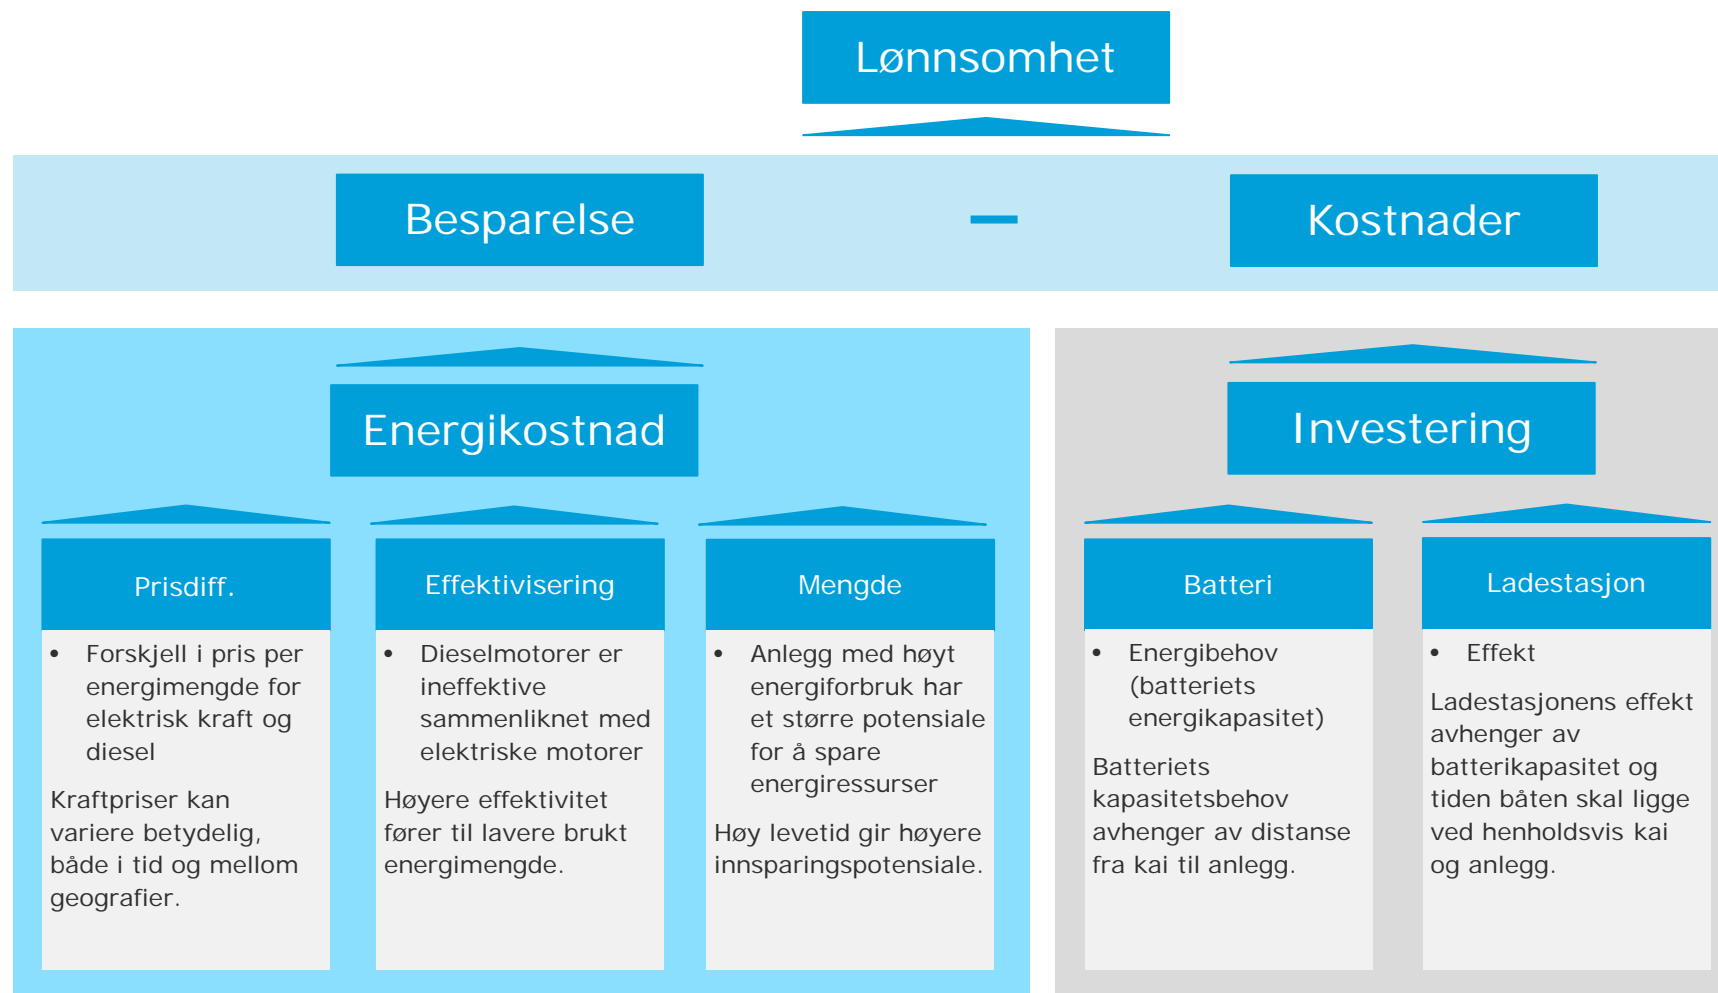 Lønnsomhet
Besparelse
–
Kostnader
Energikostnad
Prisdiff.
• Forskjell i pris per
energimengde for
elektrisk kraft og
diesel
Kraftpriser kan
variere betydelig,
både i tid og mellom
geografier.
Effektivisering
• Dieselmotorer er
ineffektive
sammenliknet med
elektriske motorer
Høyere effektivitet
fører til lavere brukt
energimengde.
Mengde
• Anlegg med høyt
energiforbruk har
et større potensiale
for å spare
energiressurser
Høy levetid gir høyere
innsparingspotensiale.
Investering
Batteri
• Energibehov
(batteriets
energikapasitet)
Batteriets
kapasitetsbehov
avhenger av distanse
fra kai til anlegg.
Ladestasjon
• Effekt
Ladestasjonens effekt
avhenger av
batterikapasitet og
tiden båten skal ligge
ved henholdsvis kai
og anlegg.